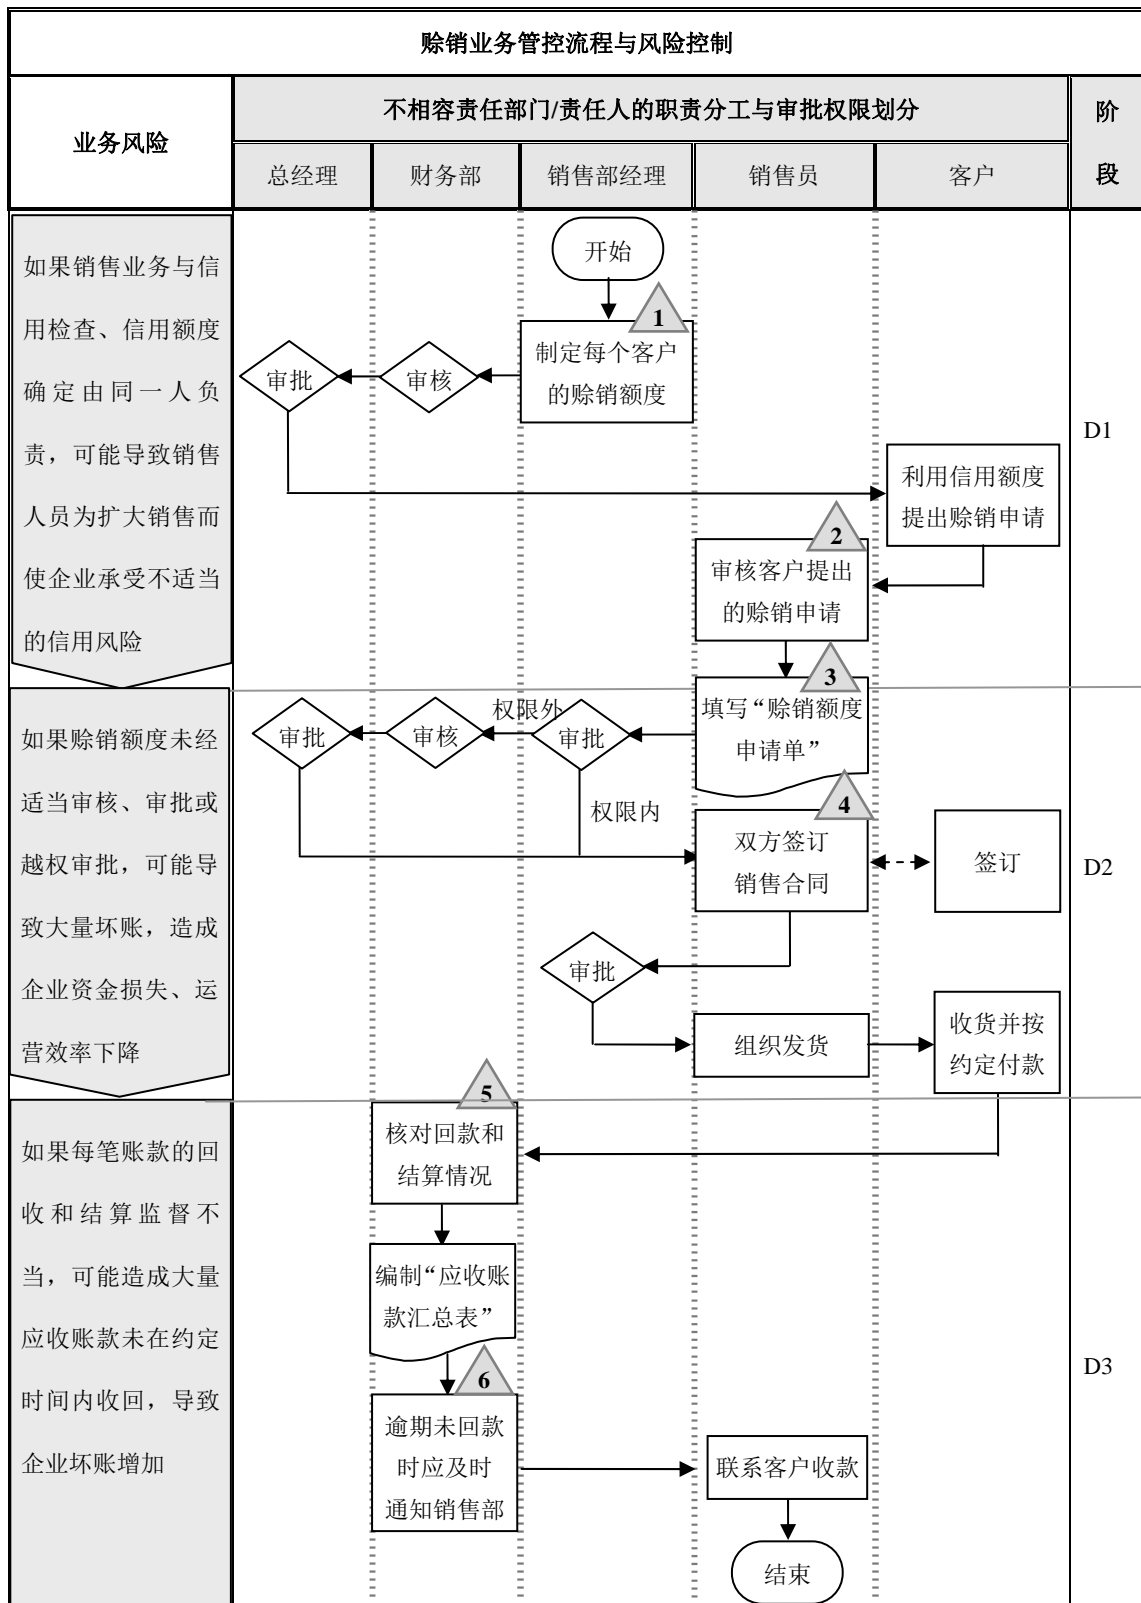 赊销业务管控流程与风险控制
业务风险
不相容责任部门/责任人的职责分工与审批权限划分
阶
段
总经理
财务部
销售部经理
销售员
客户
如果销售业务与信
用检查、信用额度
确定由同一人负
责，可能导致销售
人员为扩大销售而
使企业承受不适当
的信用风险
开始
1
制定每个客户
的赊销额度
审核
审批
利用信用额度
提出赊销申请
2
审核客户提出
的赊销申请
D1
如果赊销额度未经
适当审核、审批或
越权审批，可能导
致大量坏账，造成
企业资金损失、运
营效率下降
3
填写“赊销额度
申请单”
审批
权限外
审核
审批
权限内
4
双方签订
销售合同
签订
审批
组织发货
收货并按
约定付款
D2
如果每笔账款的回
收和结算监督不
当，可能造成大量
应收账款未在约定
时间内收回，导致
企业坏账增加
5
核对回款和
结算情况
编制“应收账
款汇总表”
6
逾期未回款
时应及时
通知销售部
联系客户收款
结束
D3